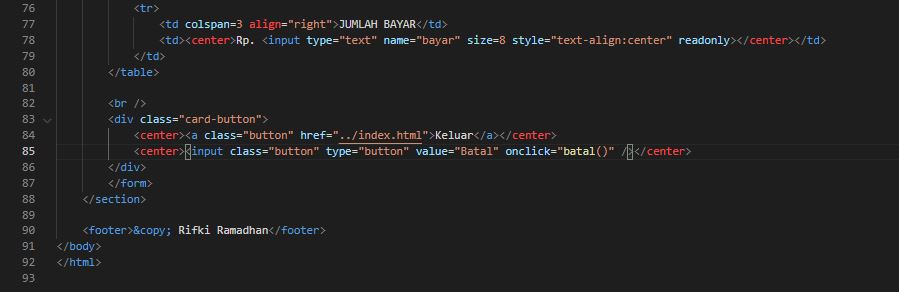 76 <tr>
77 <td colspan=3 align="right">JUMLAH BAYAR</td>
78 <td><center>Rp. <input type="text" name="bayar" size=8 style="text-align:center" readonly></center></td>
79 </td>
80 </table>
81
82 <br />
83 <div class="card-button">
84 <center><a class="button" href="../index.html">Keluar</a></center>
85 <center><input class="button" type="button" value="Batal" onclick="batal()" /></center>
86 </div>
87 </form>
88 </section>
89
90 <footer>&copy; Rifki Ramadhan</footer>
91 </body>
92 </html>
93